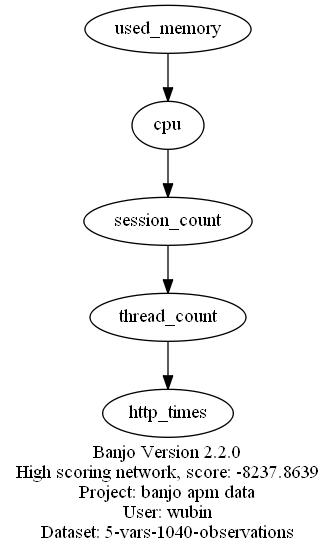 used_memory
cpu
session_count
thread_count
http_times
Banjo Version 2.2.0
High scoring network, score: -8237.8639
Project: banjo apm data
User: wubin
Dataset: 5-vars-1040-observations